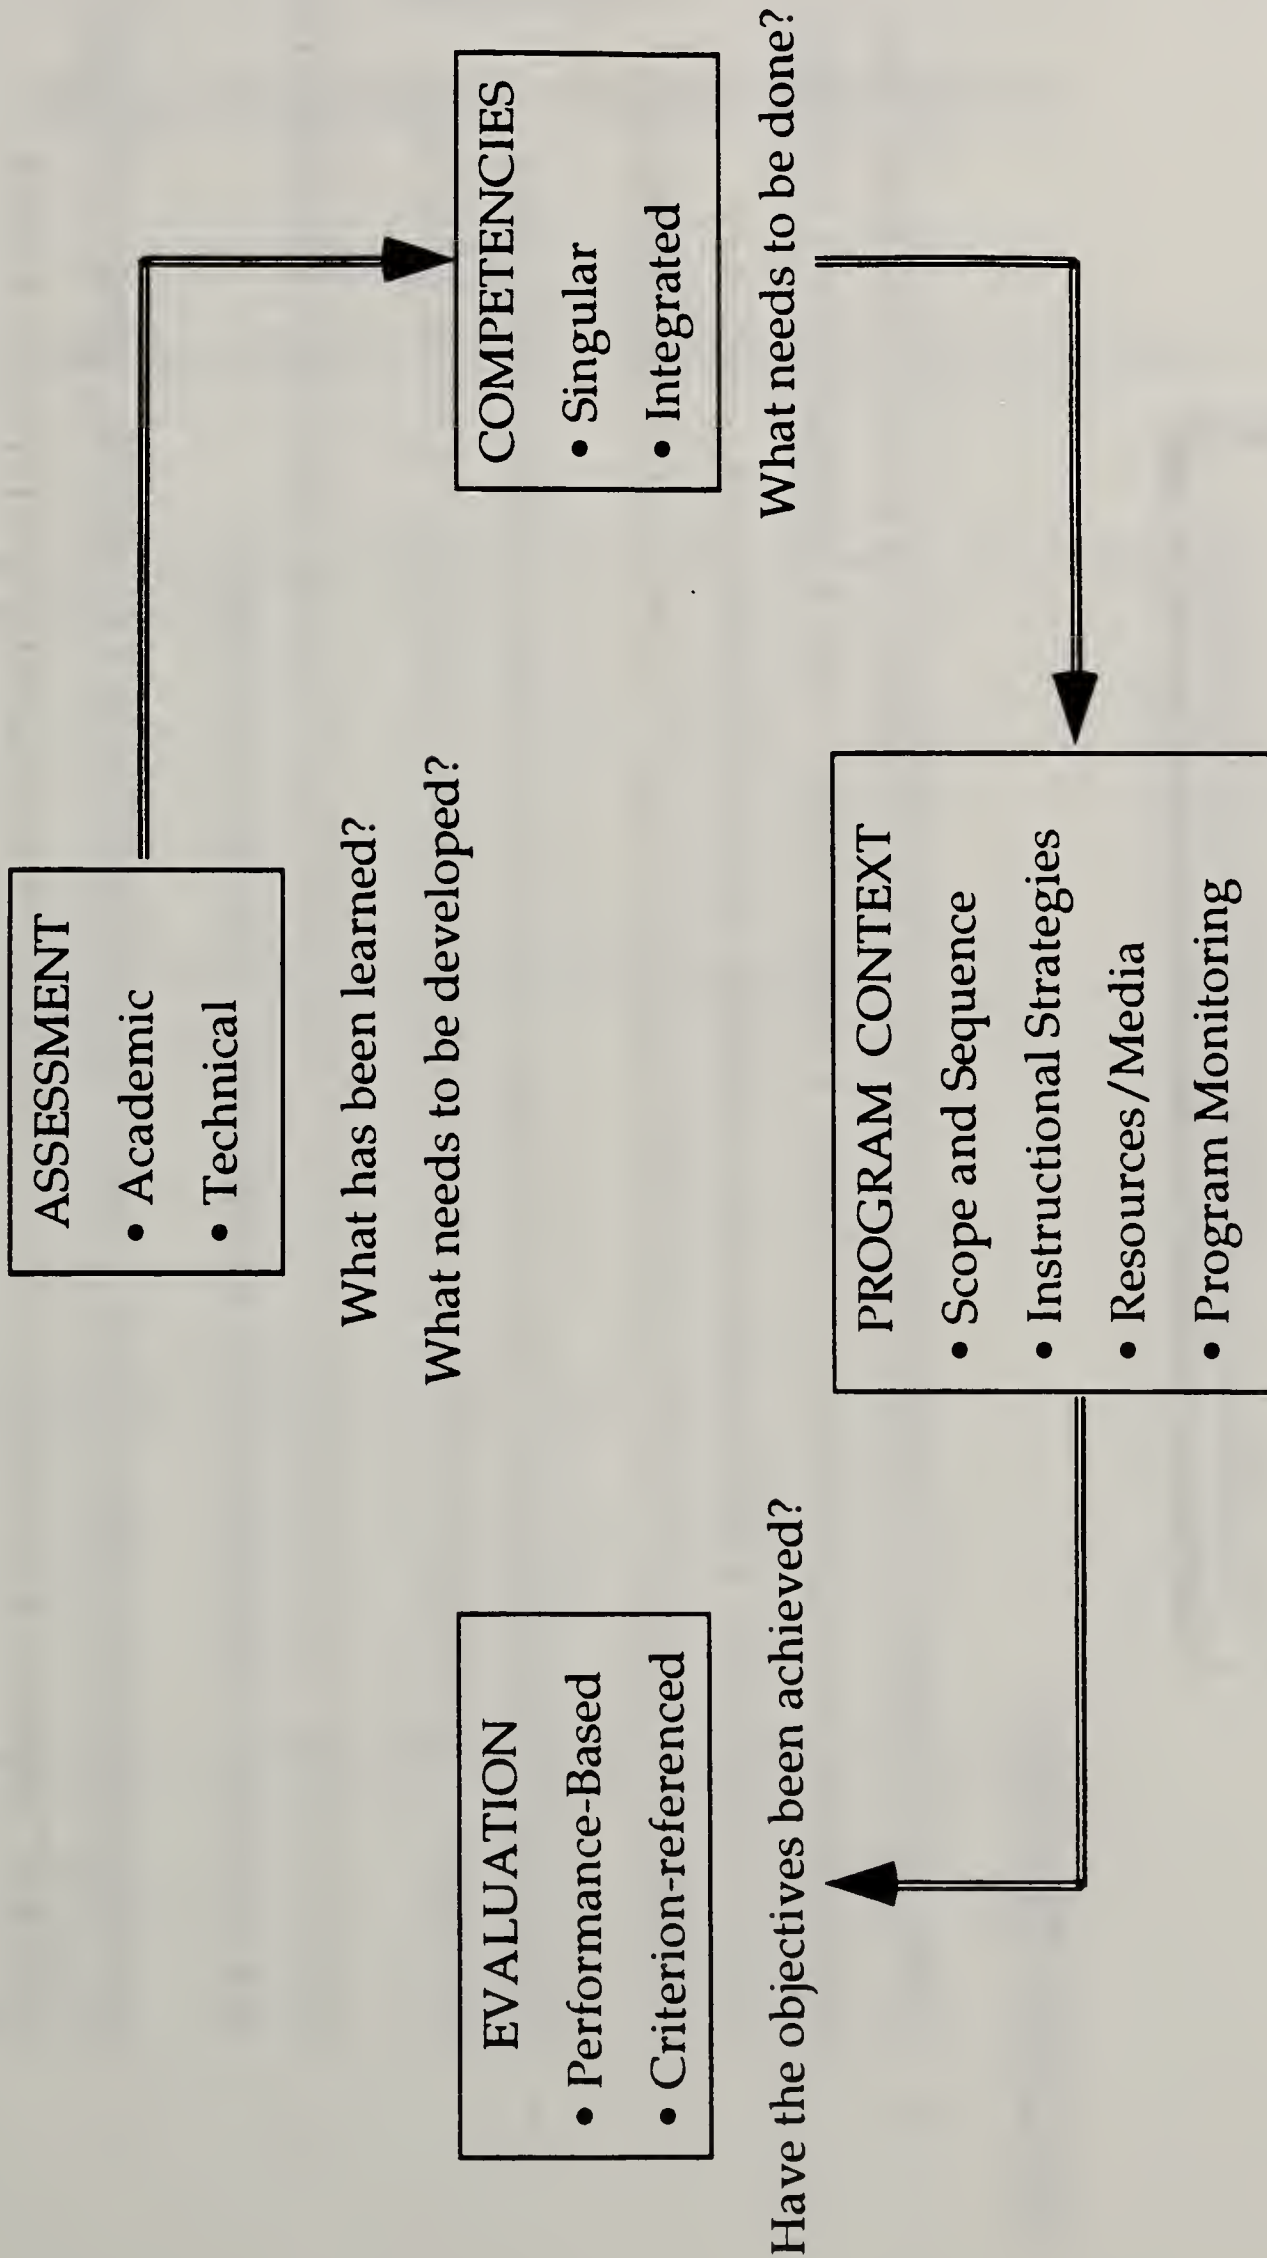 ASSESSMENT
• Academic
• Technical
What has been learned?
What needs to be developed?
COMPETENCIES
• Singular
• Integrated
What needs to be done?
PROGRAM CONTEXT
• Scope and Sequence
• Instructional Strategies
• Resources/Media
• Program Monitoring
EVALUATION
• Performance-Based
• Criterion-referenced
Have the objectives been achieved?